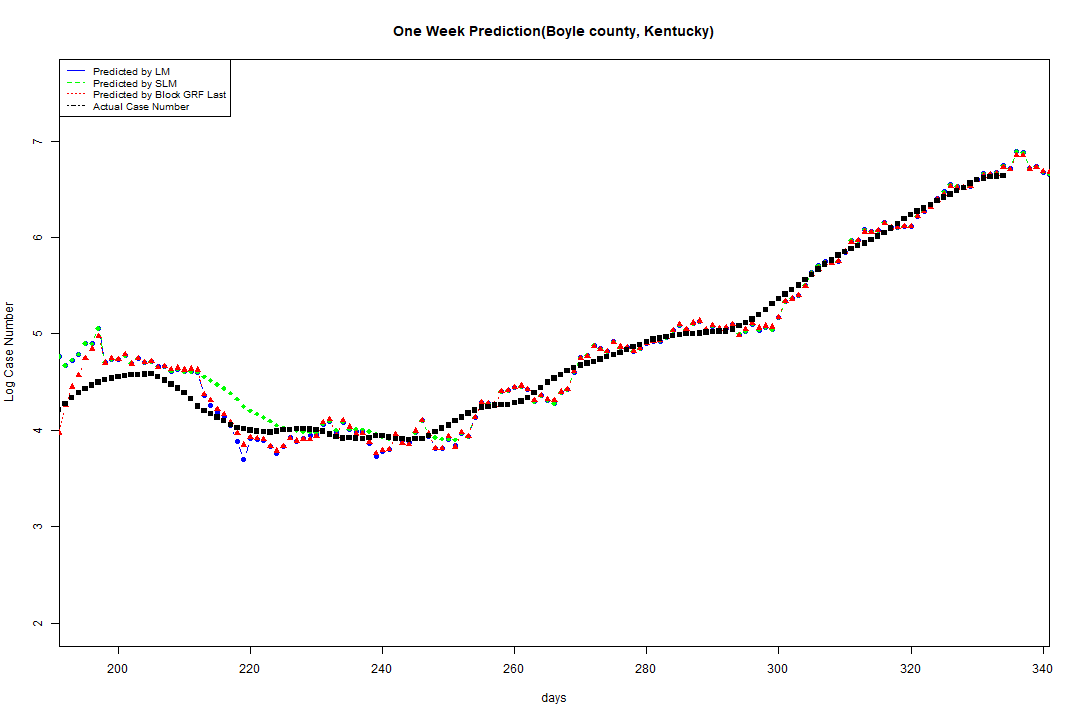 One Week Prediction(Boyle county, Kentucky)
Predicted by LM
Predicted by SLM
Predicted by Block GRF Last
Actual Case Number
7
6
5
4
3
2
Log Case Number
200 220 240 260 280 300 320 340
days